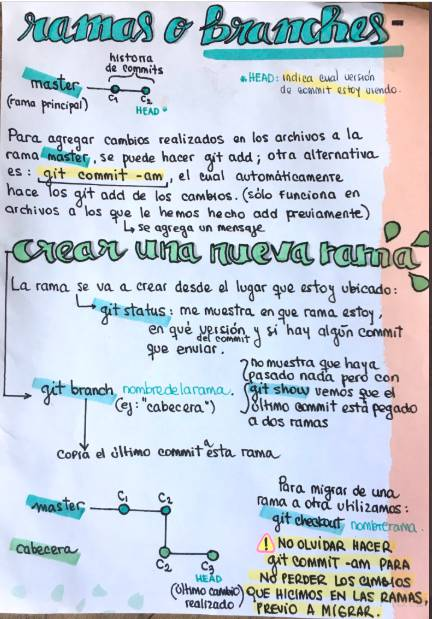 ramas o branches-
historia
de commits
master
(rama principal)
C1 C2
HEAD
* HEAD: indica cual versión
de commit estoy viendo.
Para agregar cambios realizados en los archivos a la
rama master, se puede hacer git add; otra alternativa
es: git commit -am, el cual automáticamente
hace los git add de los cambios. (sólo funciona en
archivos a los que le hemos hecho add previamente)
se agrega un mensaje
crear una nueva rama
La rama se va a crear desde el lugar que estoy ubicado:
git status: me muestra en que rama estoy,
en qué versión y si hay algún commit
del commit
que enviar.
git branch nombredelarama.
(ej: "cabecera")
no muestra que haya
pasado nada pero con
git show vemos que el
último commit está pegado
a dos ramas
copia el último commit a esta rama
master C1 C2
cabecera
C2 C3
HEAD
(último cambio
realizado)
Para migrar de una
rama a otra utilizamos:
git checkout nombrerama.
! NO OLVIDAR HACER
git commit -am PARA
NO PERDER LOS CAMBIOS
QUE HICIMOS EN LAS RAMAS,
PREVIO A MIGRAR.